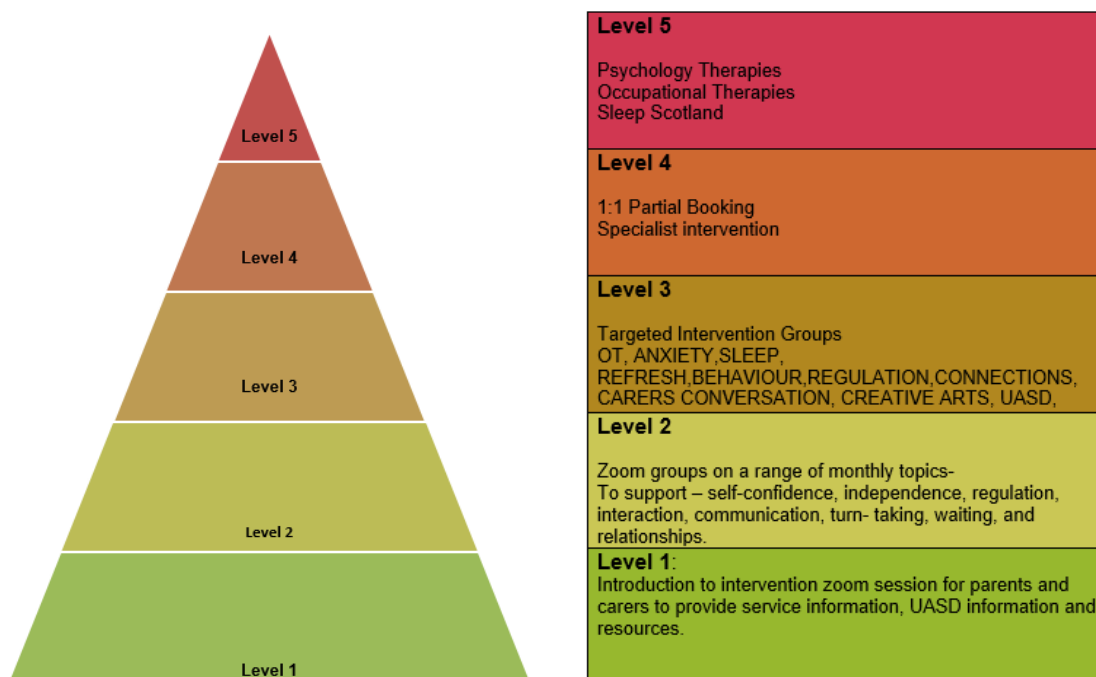 Level 5
Level 4
Level 3
Level 2
Level 1
Level 5
Psychology Therapies
Occupational Therapies
Sleep Scotland
Level 4
1:1 Partial Booking
Specialist intervention
Level 3
Targeted Intervention Groups
OT, ANXIETY,SLEEP,
REFRESH,BEHAVIOUR,REGULATION,CONNECTIONS,
CARERS CONVERSATION, CREATIVE ARTS, UASD,
Level 2
Zoom groups on a range of monthly topics-
To support – self-confidence, independence, regulation,
interaction, communication, turn- taking, waiting, and
relationships.
Level 1:
Introduction to intervention zoom session for parents and
carers to provide service information, UASD information and
resources.